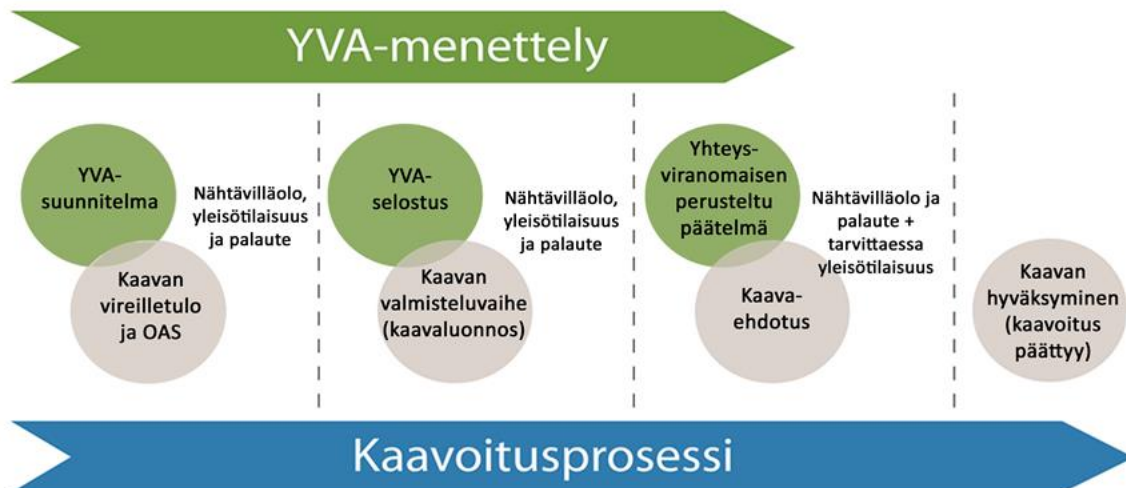 YVA-menettely
YVA-
suunnitelma
Nähtävilläolo,
yleisötilaisuus
ja palaute
Kaavan
vireilletulo
ja OAS
YVA-
selostus
Nähtävilläolo,
yleisötilaisuus
ja palaute
Kaavan
valmisteluvaihe
(kaavaluonnos)
Yhteys-
viranomaisen
perusteltu
päätelmä
Nähtävilläolo ja
palaute +
tarvittaessa
yleisötilaisuus
Kaava-
ehdotus
Kaavan
hyväksyminen
(kaavoitus
päättyy)
Kaavoitusprosessi